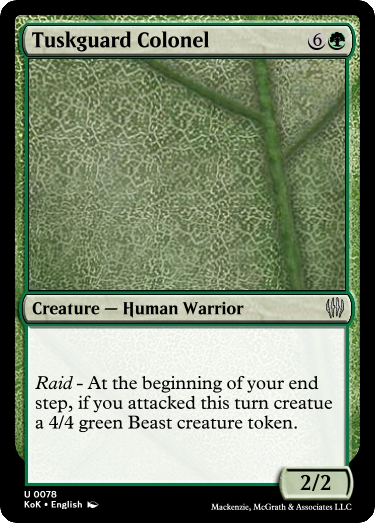 Tuskguard Colonel 6
Creature — Human Warrior
Raid - At the beginning of your end
step, if you attacked this turn creatue
a 4/4 green Beast creature token.
2/2
U 0078
KoK • English
Mackenzie, McGrath & Associates LLC